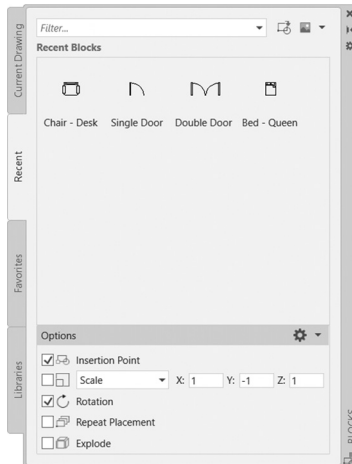 Filter...
Recent Blocks
Chair - Desk Single Door Double Door Bed - Queen
Options
Insertion Point
Scale X: 1 Y: -1 Z: 1
Rotation
Repeat Placement
Explode
Current Drawing
Recent
Favorites
Libraries
BLOCKS